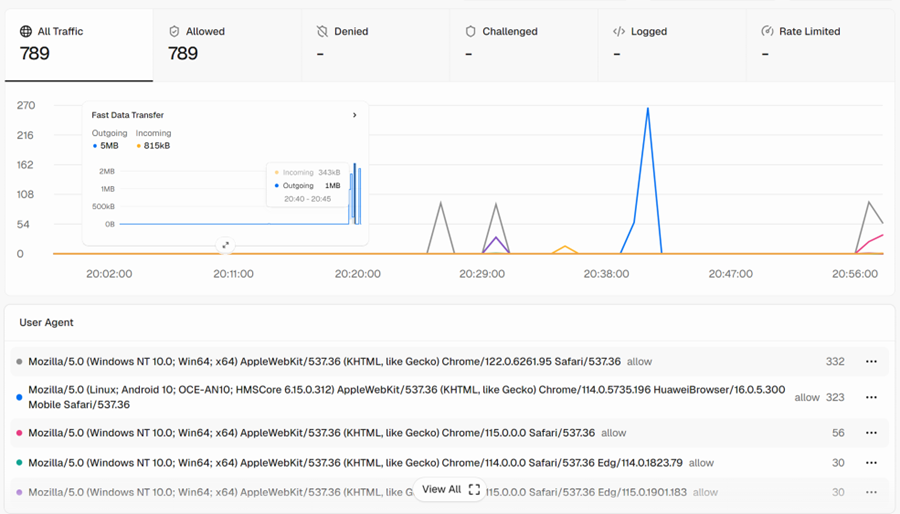 All Traffic
789
Allowed
789
Denied
-
Challenged
-
Logged
-
Rate Limited
-
270
216
162
108
54
0
Fast Data Transfer
Outgoing Incoming
5MB 815kB
2MB
1MB
500kB
0B
Incoming 343kB
Outgoing 1MB
20:40 - 20:45
20:02:00 20:11:00 20:20:00 20:29:00 20:38:00 20:47:00 20:56:00
User Agent
Mozilla/5.0 (Windows NT 10.0; Win64; x64) AppleWebKit/537.36 (KHTML, like Gecko) Chrome/122.0.6261.95 Safari/537.36 allow 332
Mozilla/5.0 (Linux; Android 10; OCE-AN10; HMSCore 6.15.0.312) AppleWebKit/537.36 (KHTML, like Gecko) Chrome/114.0.5735.196 HuaweiBrowser/16.0.5.300
Mobile Safari/537.36 allow 323
Mozilla/5.0 (Windows NT 10.0; Win64; x64) AppleWebKit/537.36 (KHTML, like Gecko) Chrome/115.0.0.0 Safari/537.36 allow 56
Mozilla/5.0 (Windows NT 10.0; Win64; x64) AppleWebKit/537.36 (KHTML, like Gecko) Chrome/114.0.0.0 Safari/537.36 Edg/114.0.1823.79 allow 30
Mozilla/5.0 (Windows NT 10.0; Win64; x64) AppleWebKit/537.36 (KHTML, like 115.0.0.0 Safari/537.36 Edg/115.0.1901.183 allow 30
View All